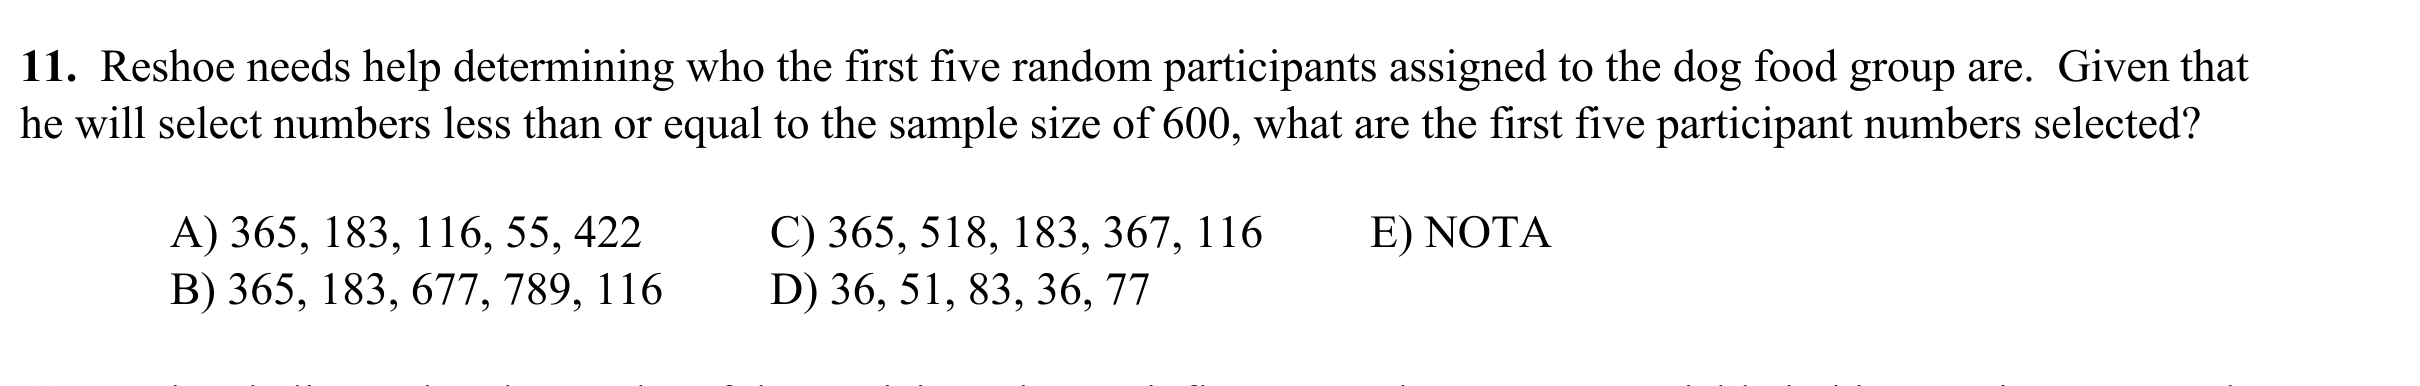 11. Reshoe needs help determining who the first five random participants assigned to the dog food group are. Given that
he will select numbers less than or equal to the sample size of 600, what are the first five participant numbers selected?
A) 365, 183, 116, 55, 422 C) 365, 518, 183, 367, 116 E) NOTA
B) 365, 183, 677, 789, 116 D) 36, 51, 83, 36, 77